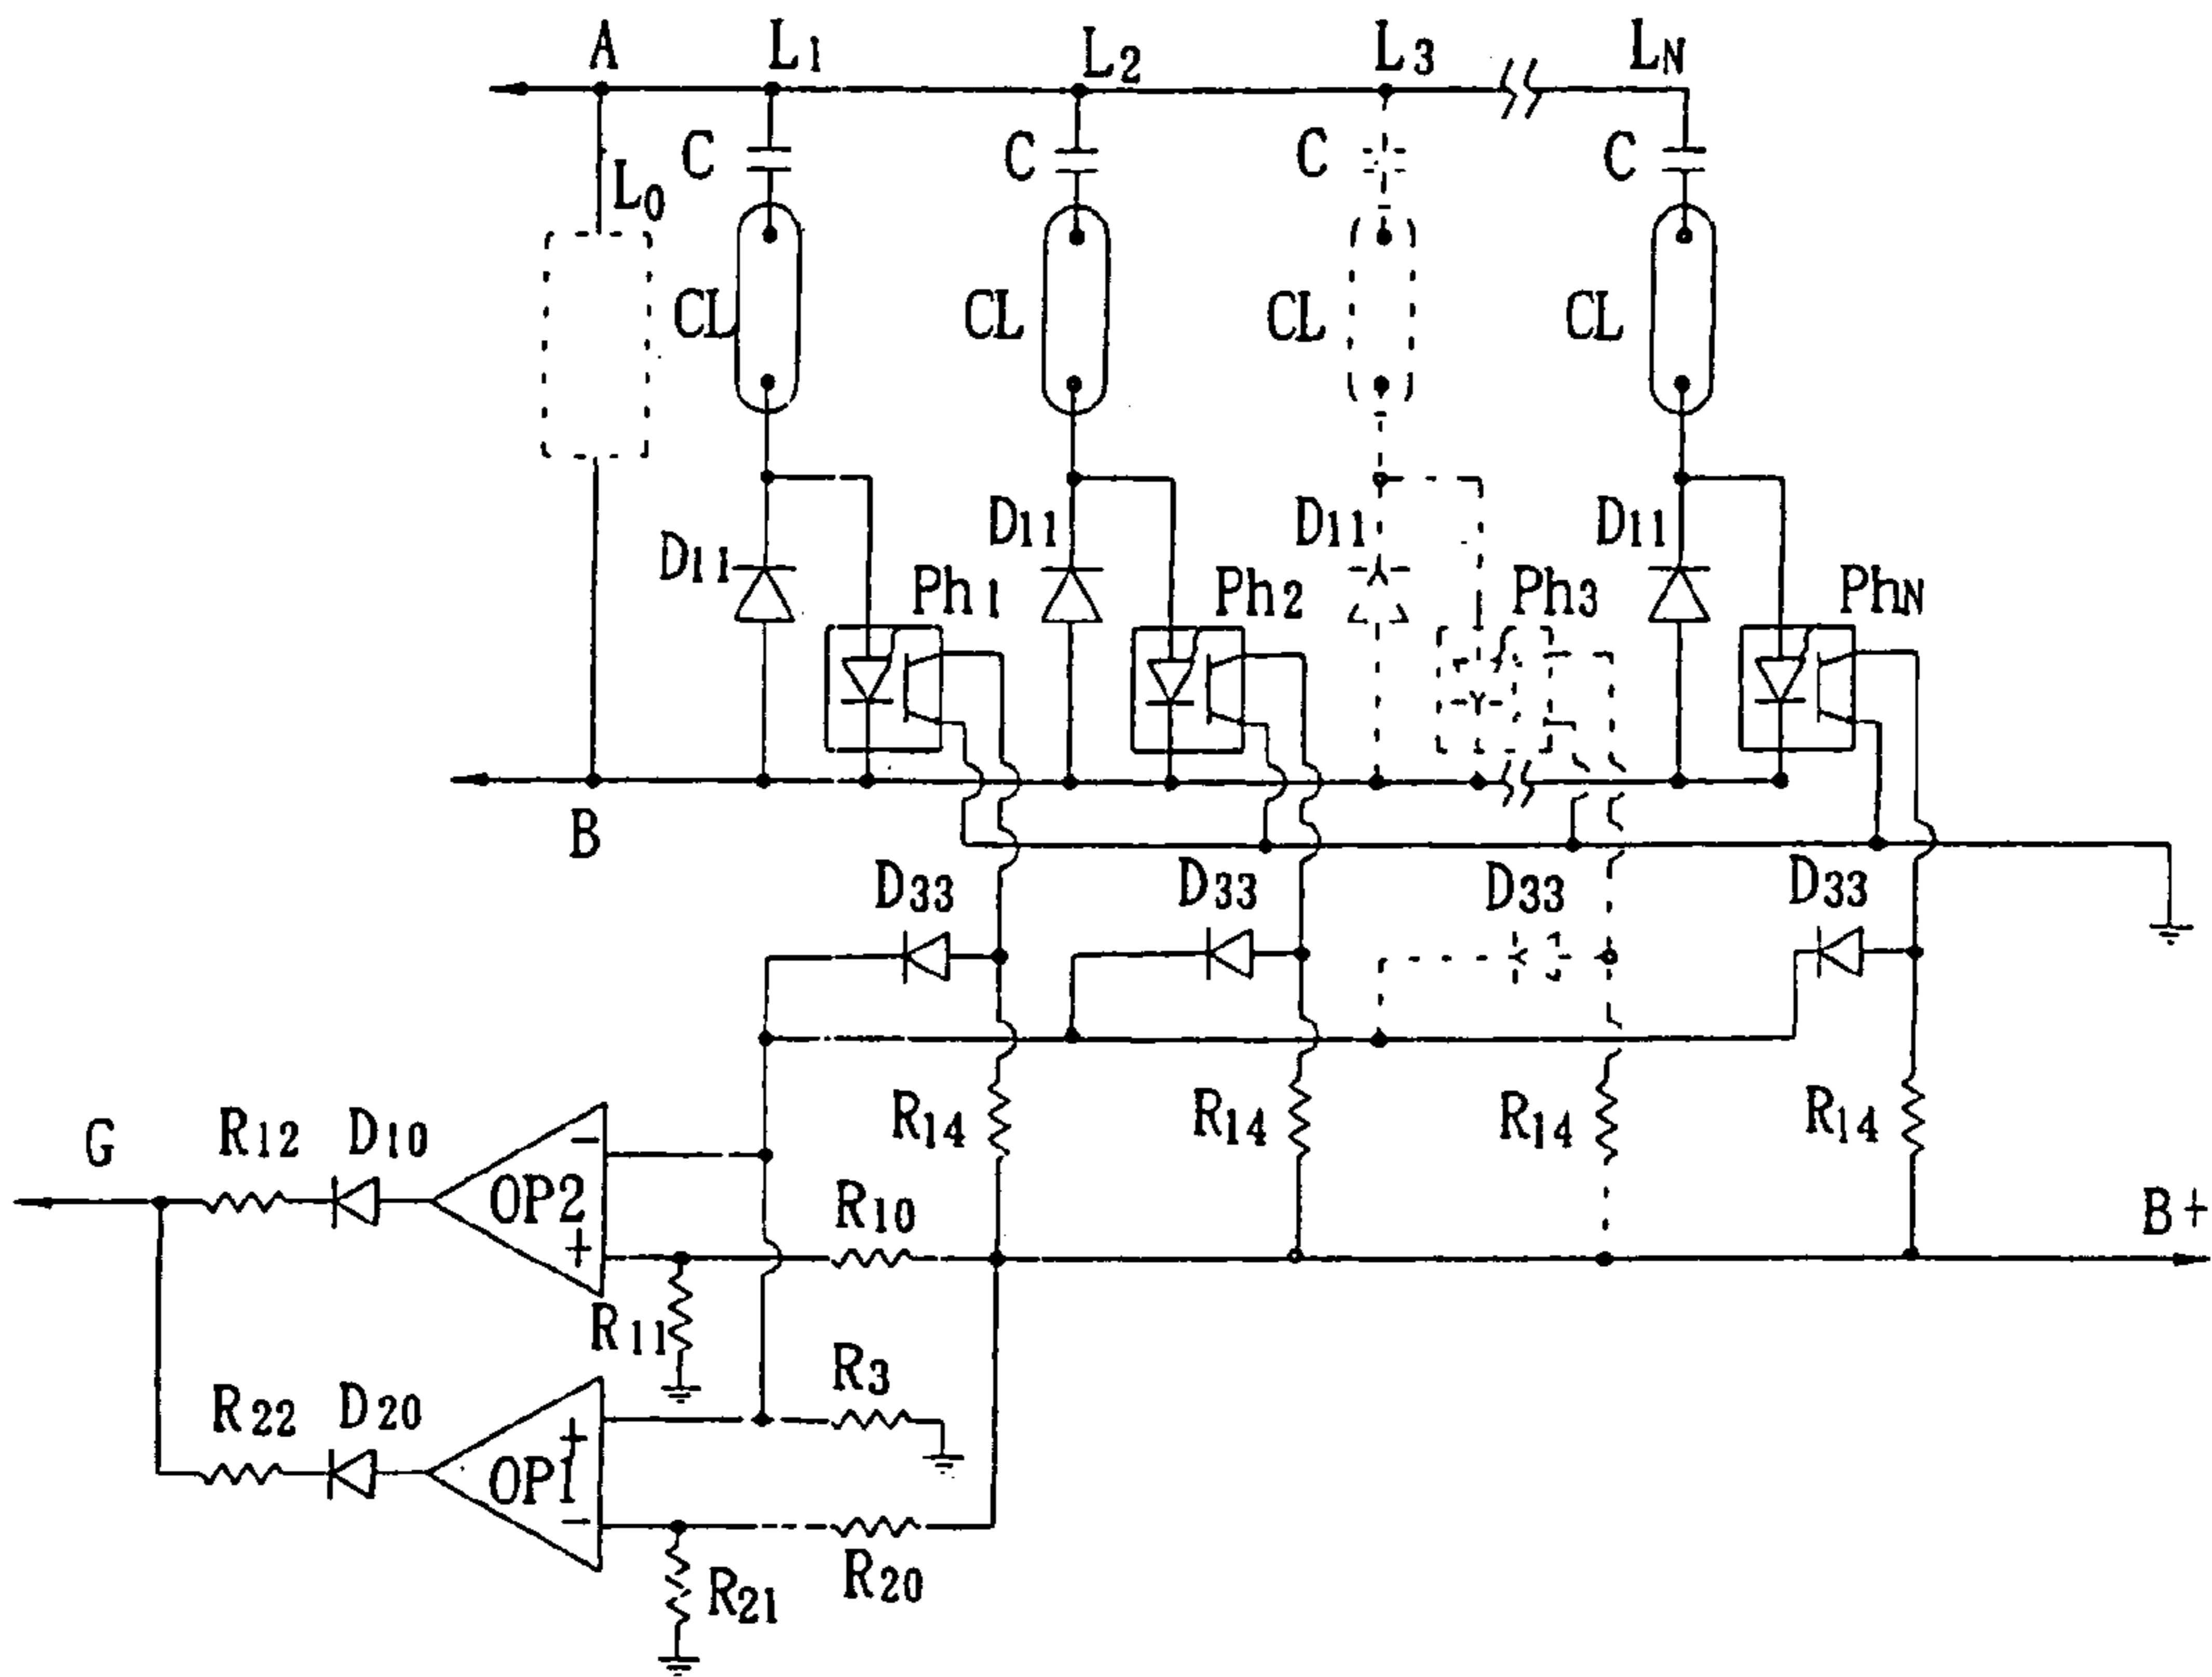 A L1 L2 L3 LN
C C C C
L0
CL CL CL CL
D11 D11 D11 D11
Ph1 Ph2 Ph3 PhN
B
D33 D33 D33 D33
R14 R14 R14 R14
G R12 D10 OP2 - + R10 B+
R11
R22 D20 OP1 + - R3
R21 R20